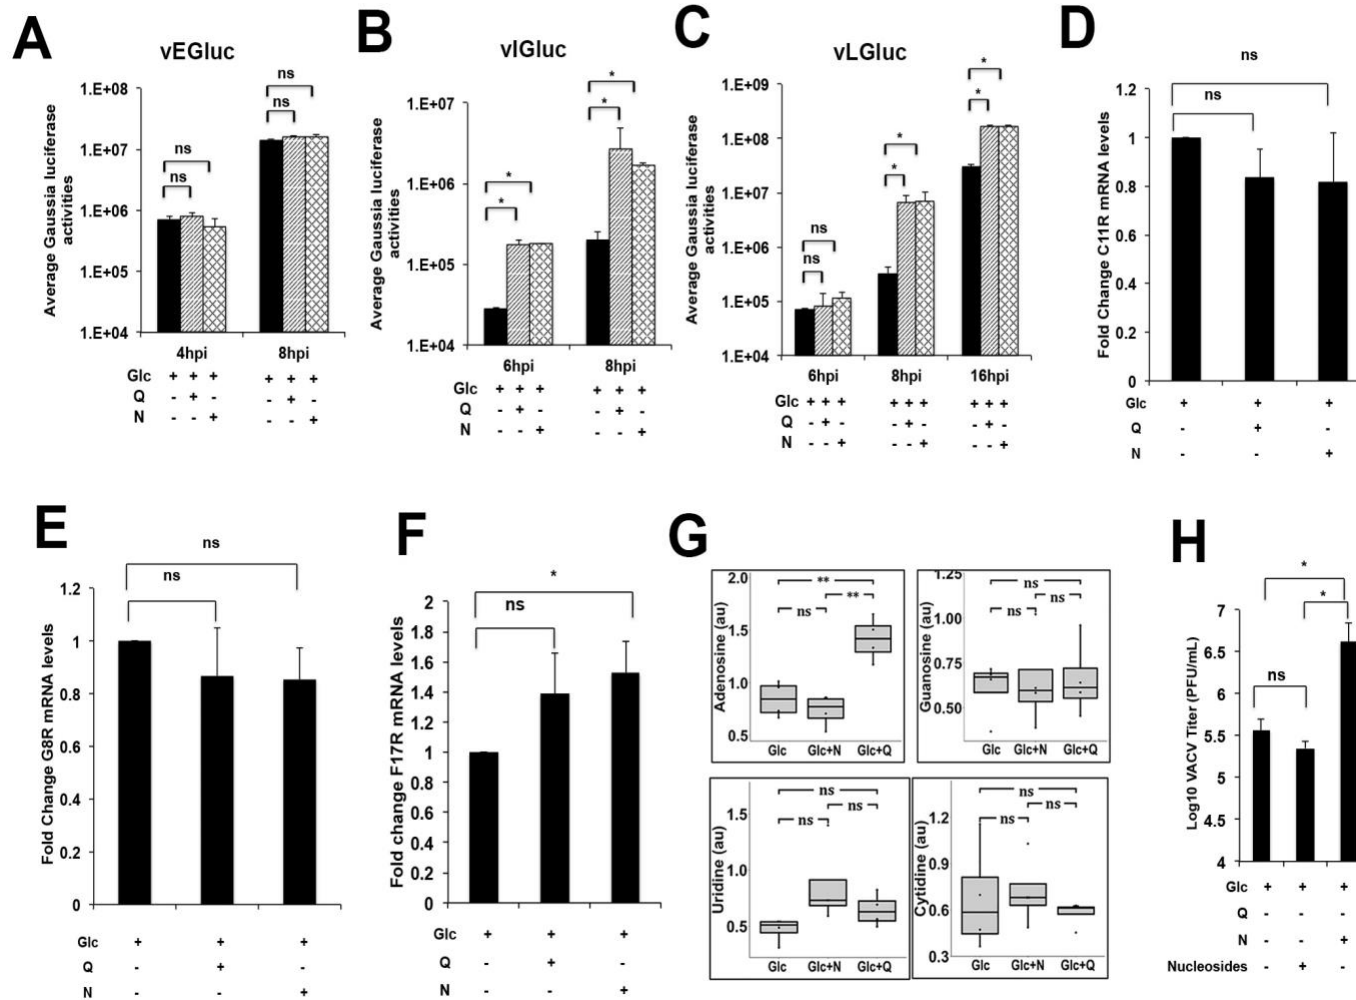 A
vEGluc
Average Gaussia luciferase
activities
1.E+08
1.E+07
1.E+06
1.E+05
1.E+04
ns
ns
ns
ns
4hpi
8hpi
Glc + + + + + +
Q - + - - + -
N - - + - - +
B
vIGluc
Average Gaussia luciferase
activities
1.E+07
1.E+06
1.E+05
1.E+04
*
*
*
*
6hpi
8hpi
Glc + + + + + +
Q - + - - + -
N - - + - - +
C
vLGluc
Average Gaussia luciferase
activities
1.E+09
1.E+08
1.E+07
1.E+06
1.E+05
1.E+04
ns
ns
*
*
*
*
6hpi
8hpi
16hpi
Glc + + + + + + + + +
Q - + - - + - - + -
N - - + - - + - - +
D
Fold Change C11R mRNA levels
ns
ns
1.2
1
0.8
0.6
0.4
0.2
0
Glc + + +
Q - + -
N - - +
E
Fold Change G8R mRNA levels
ns
ns
1.2
1
0.8
0.6
0.4
0.2
0
Glc + + +
Q - + -
N - - +
F
Fold change F17R mRNA levels
*
ns
2
1.8
1.6
1.4
1.2
1
0.8
0.6
0.4
0.2
0
Glc + + +
Q - + -
N - - +
G
Adenosine (au)
2.0
1.5
1.0
0.5
**
ns
**
Glc Glc+N Glc+Q
Guanosine (au)
1.25
0.75
0.50
ns
ns
ns
Glc Glc+N Glc+Q
Uridine (au)
1.5
1.0
0.5
ns
ns
ns
Glc Glc+N Glc+Q
Cytidine (au)
1.2
0.9
0.6
0.3
ns
ns
ns
Glc Glc+N Glc+Q
H
Log10 VACV Titer (PFU/mL)
*
*
ns
7
6.5
6
5.5
5
4.5
4
Glc + + +
Q - - -
N - - +
Nucleosides - + -